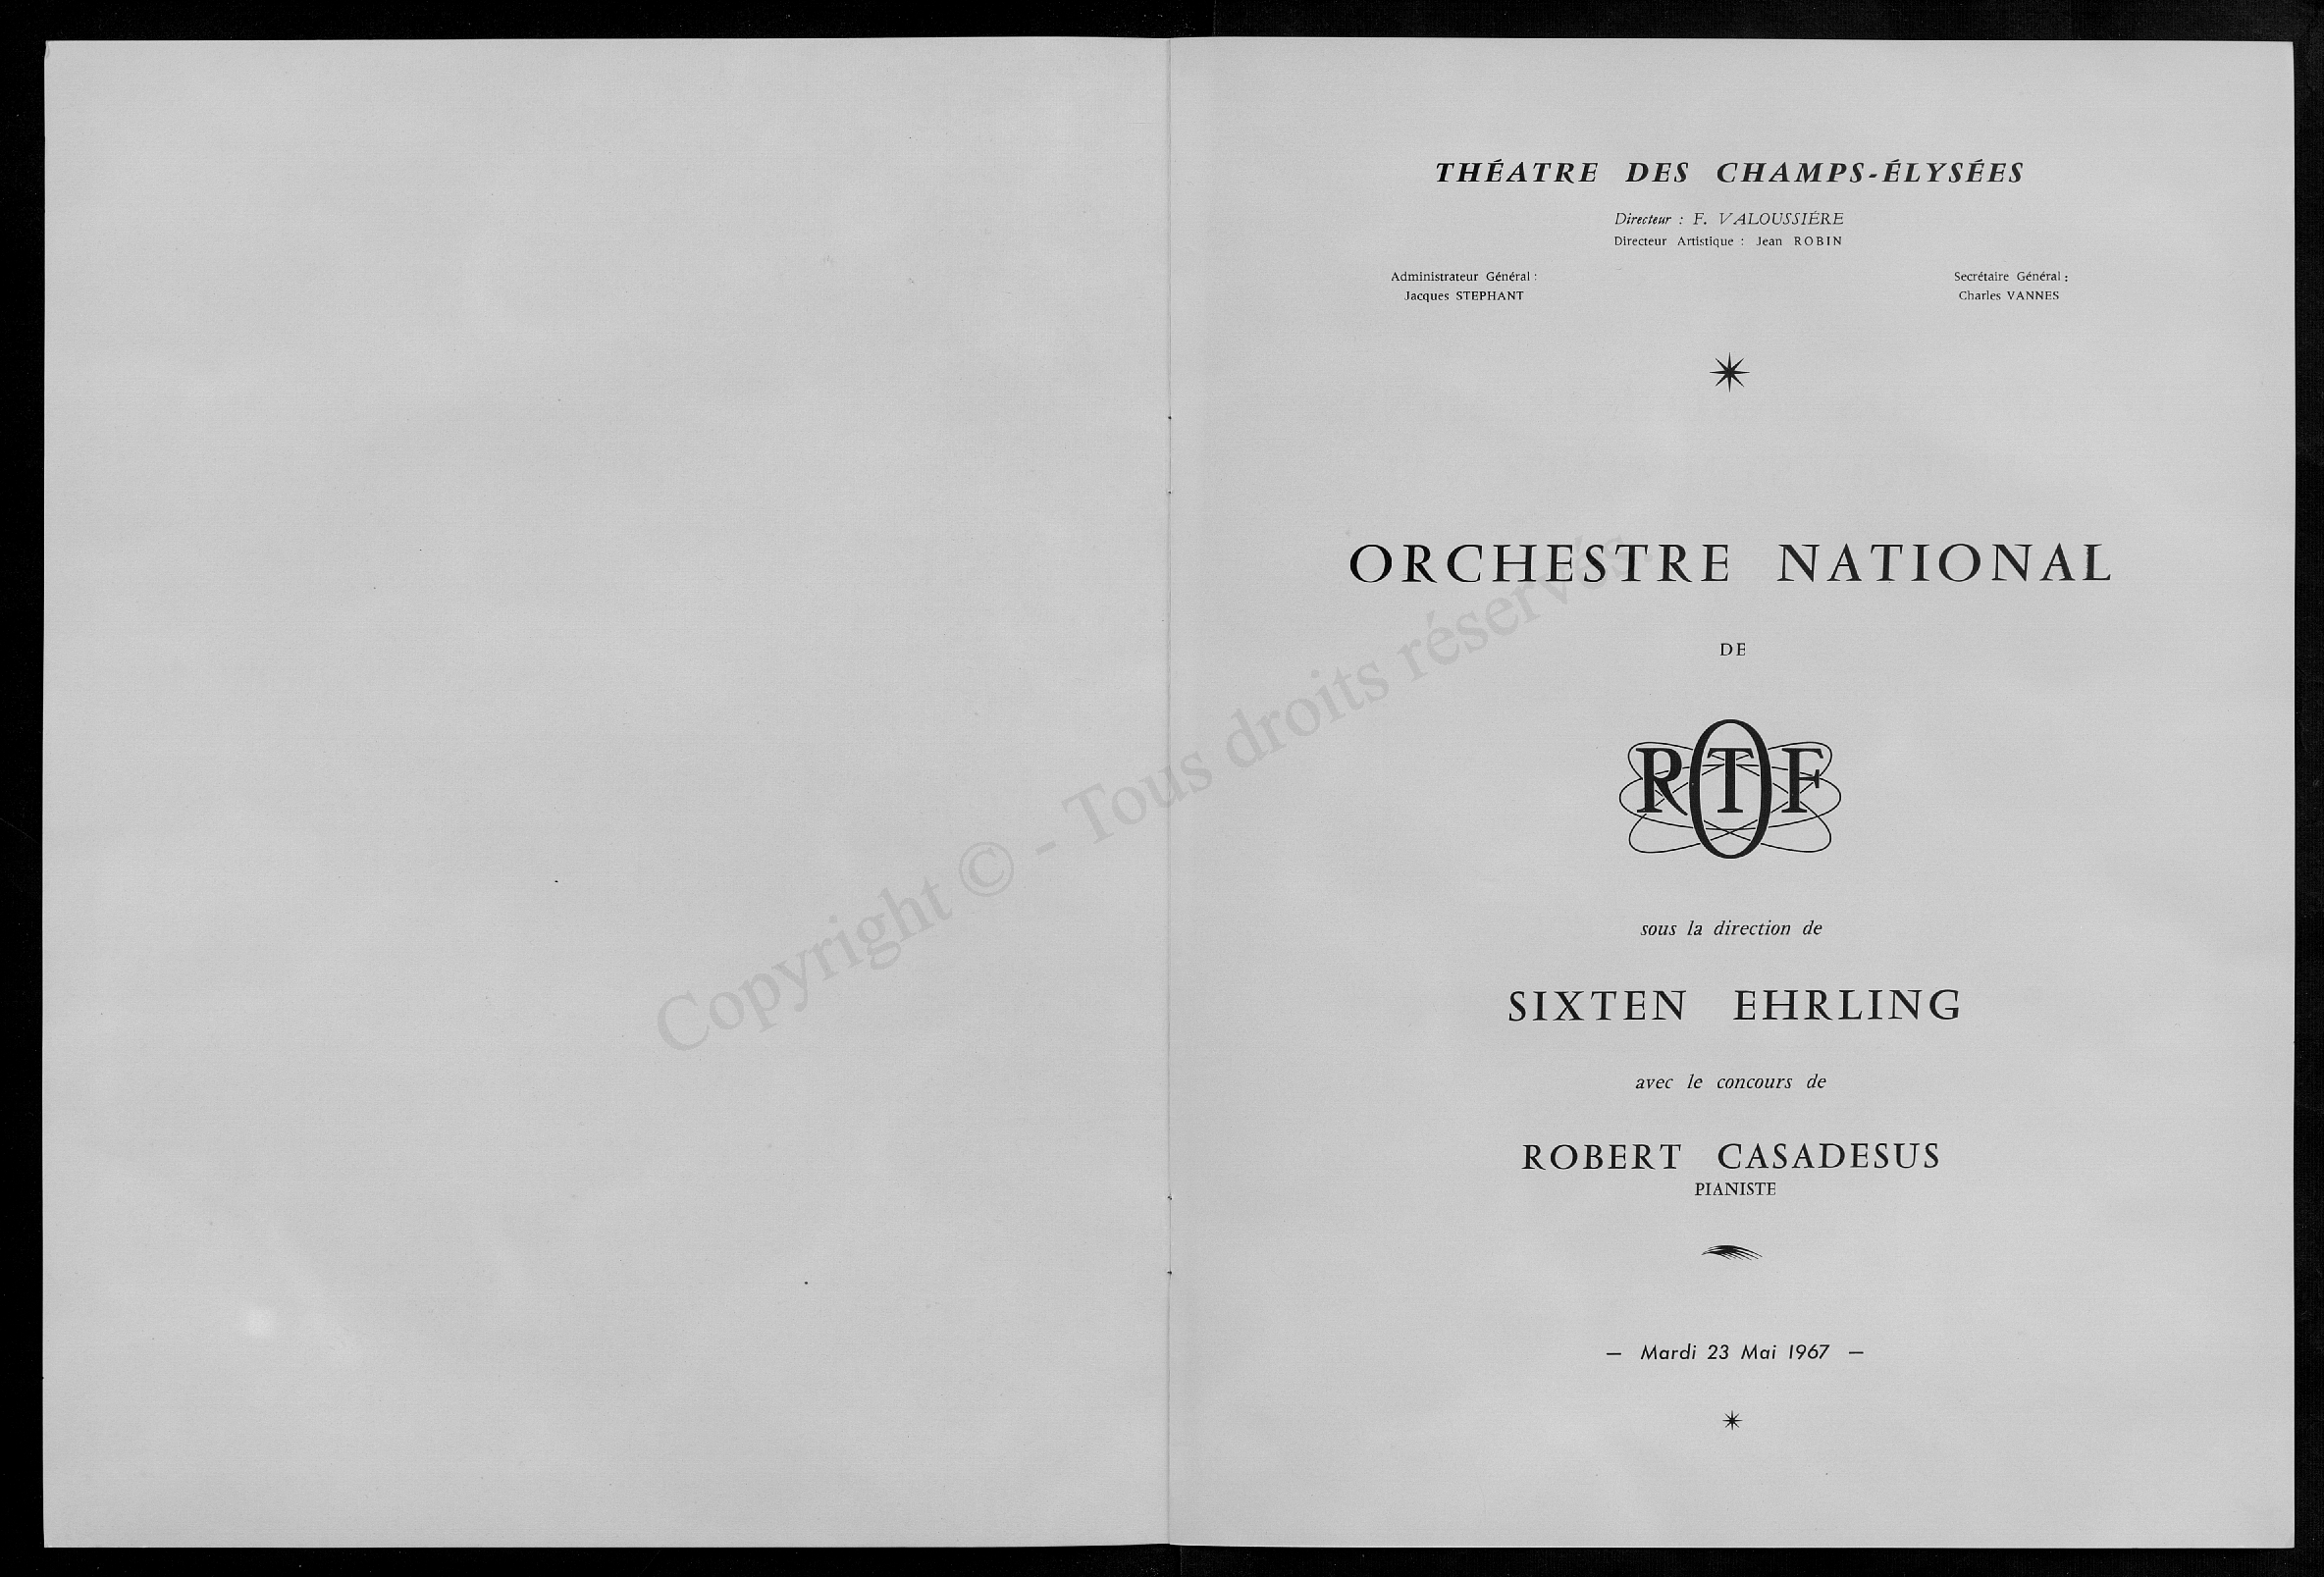 THÉATRE DES CHAMPS-ÉLYSÉES
Directeur : F. VALOUSSIÉRE
Directeur Artistique : Jean ROBIN
Administrateur Général :
Jacques STEPHANT
Secrétaire Général :
Charles VANNES
ORCHESTRE NATIONAL
DE
RTF
sous la direction de
SIXTEN EHRLING
avec le concours de
ROBERT CASADESUS
PIANISTE
— Mardi 23 Mai 1967 —
Copyright © - Tous droits réservés.